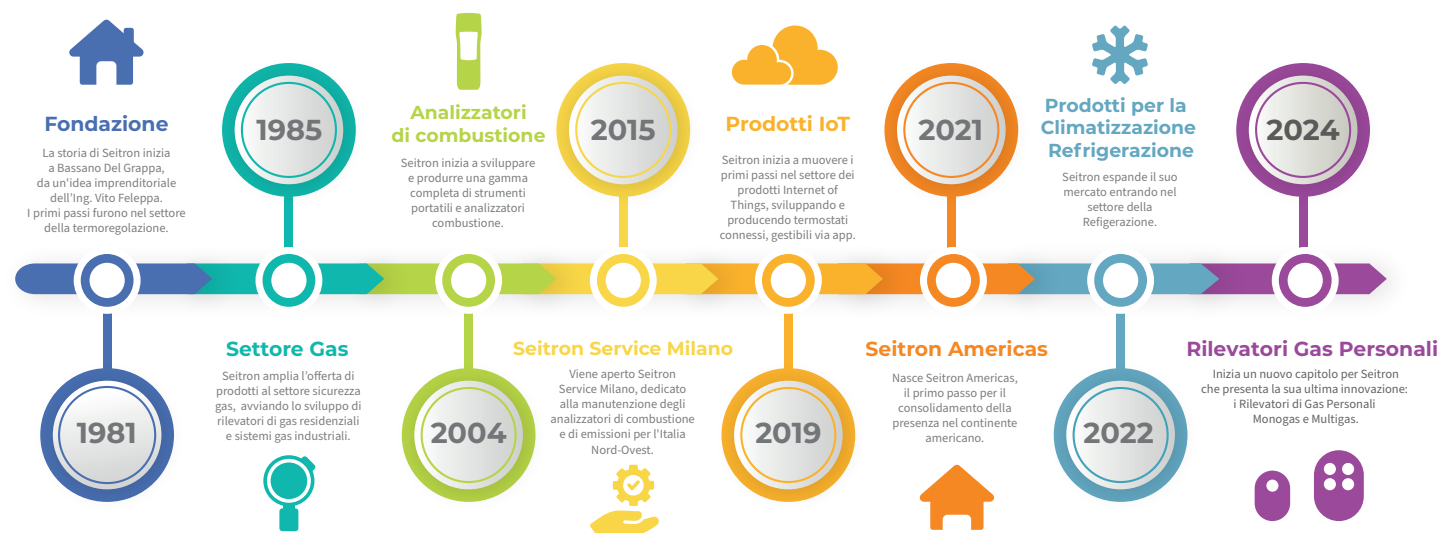 Fondazione
La storia di Seitron inizia
a Bassano Del Grappa,
da un'idea imprenditoriale
dell'Ing. Vito Feleppa.
I primi passi furono nel settore
della termoregolazione.
1981
1985
Settore Gas
Seitron amplia l'offerta di
prodotti al settore sicurezza
gas, avviando lo sviluppo di
rilevatori di gas residenziali
e sistemi gas industriali.
Analizzatori
di combustione
Seitron inizia a sviluppare
e produrre una gamma
completa di strumenti
portatili e analizzatori
combustione.
2004
2015
Seitron Service Milano
Viene aperto Seitron
Service Milano, dedicato
alla manutenzione degli
analizzatori di combustione
e di emissioni per l'Italia
Nord-Ovest.
Prodotti IoT
Seitron inizia a muovere i
primi passi nel settore dei
prodotti Internet of
Things, sviluppando e
producendo termostati
connessi, gestibili via app.
2019
2021
Seitron Americas
Nasce Seitron Americas,
il primo passo per il
consolidamento della
presenza nel continente
americano.
Prodotti per la
Climatizzazione
Refrigerazione
Seitron espande il suo
mercato entrando nel
settore della
Refigerazione.
2022
2024
Rilevatori Gas Personali
Inizia un nuovo capitolo per Seitron
che presenta la sua ultima innovazione:
i Rilevatori di Gas Personali
Monogas e Multigas.